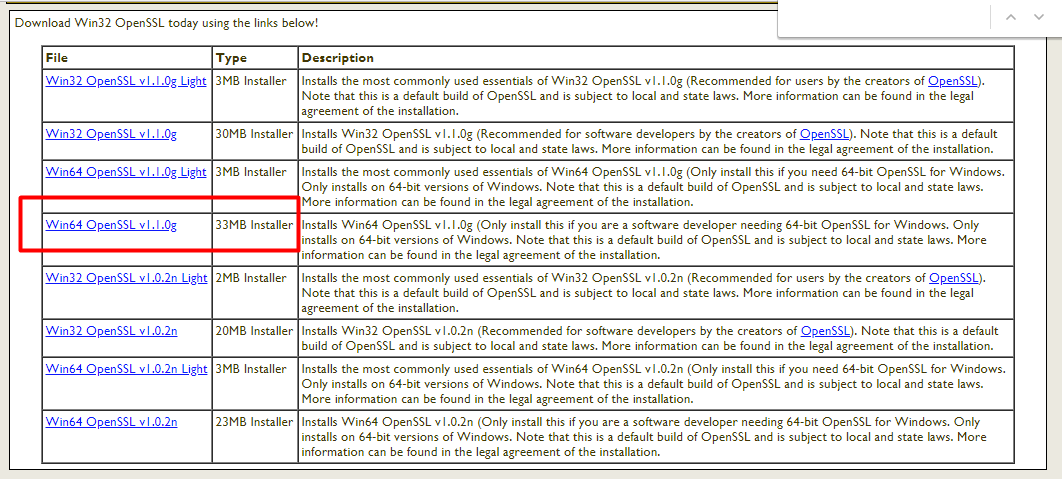 Download Win32 OpenSSL today using the links below!
File Type Description
Win32 OpenSSL v1.1.0g Light 3MB Installer Installs the most commonly used essentials of Win32 OpenSSL v1.1.0g (Recommended for users by the creators of OpenSSL).
Note that this is a default build of OpenSSL and is subject to local and state laws. More information can be found in the legal
agreement of the installation.
Win32 OpenSSL v1.1.0g 30MB Installer Installs Win32 OpenSSL v1.1.0g (Recommended for software developers by the creators of OpenSSL). Note that this is a default
build of OpenSSL and is subject to local and state laws. More information can be found in the legal agreement of the installation.
Win64 OpenSSL v1.1.0g Light 3MB Installer Installs the most commonly used essentials of Win64 OpenSSL v1.1.0g (Only install this if you need 64-bit OpenSSL for Windows.
Only installs on 64-bit versions of Windows. Note that this is a default build of OpenSSL and is subject to local and state laws.
More information can be found in the legal agreement of the installation.
Win64 OpenSSL v1.1.0g 33MB Installer Installs Win64 OpenSSL v1.1.0g (Only install this if you are a software developer needing 64-bit OpenSSL for Windows. Only
installs on 64-bit versions of Windows. Note that this is a default build of OpenSSL and is subject to local and state laws. More
information can be found in the legal agreement of the installation.
Win32 OpenSSL v1.0.2n Light 2MB Installer Installs the most commonly used essentials of Win32 OpenSSL v1.0.2n (Recommended for users by the creators of OpenSSL).
Note that this is a default build of OpenSSL and is subject to local and state laws. More information can be found in the legal
agreement of the installation.
Win32 OpenSSL v1.0.2n 20MB Installer Installs Win32 OpenSSL v1.0.2n (Recommended for software developers by the creators of OpenSSL). Note that this is a default
build of OpenSSL and is subject to local and state laws. More information can be found in the legal agreement of the installation.
Win64 OpenSSL v1.0.2n Light 3MB Installer Installs the most commonly used essentials of Win64 OpenSSL v1.0.2n (Only install this if you need 64-bit OpenSSL for Windows.
Only installs on 64-bit versions of Windows. Note that this is a default build of OpenSSL and is subject to local and state laws.
More information can be found in the legal agreement of the installation.
Win64 OpenSSL v1.0.2n 23MB Installer Installs Win64 OpenSSL v1.0.2n (Only install this if you are a software developer needing 64-bit OpenSSL for Windows. Only
installs on 64-bit versions of Windows. Note that this is a default build of OpenSSL and is subject to local and state laws. More
information can be found in the legal agreement of the installation.